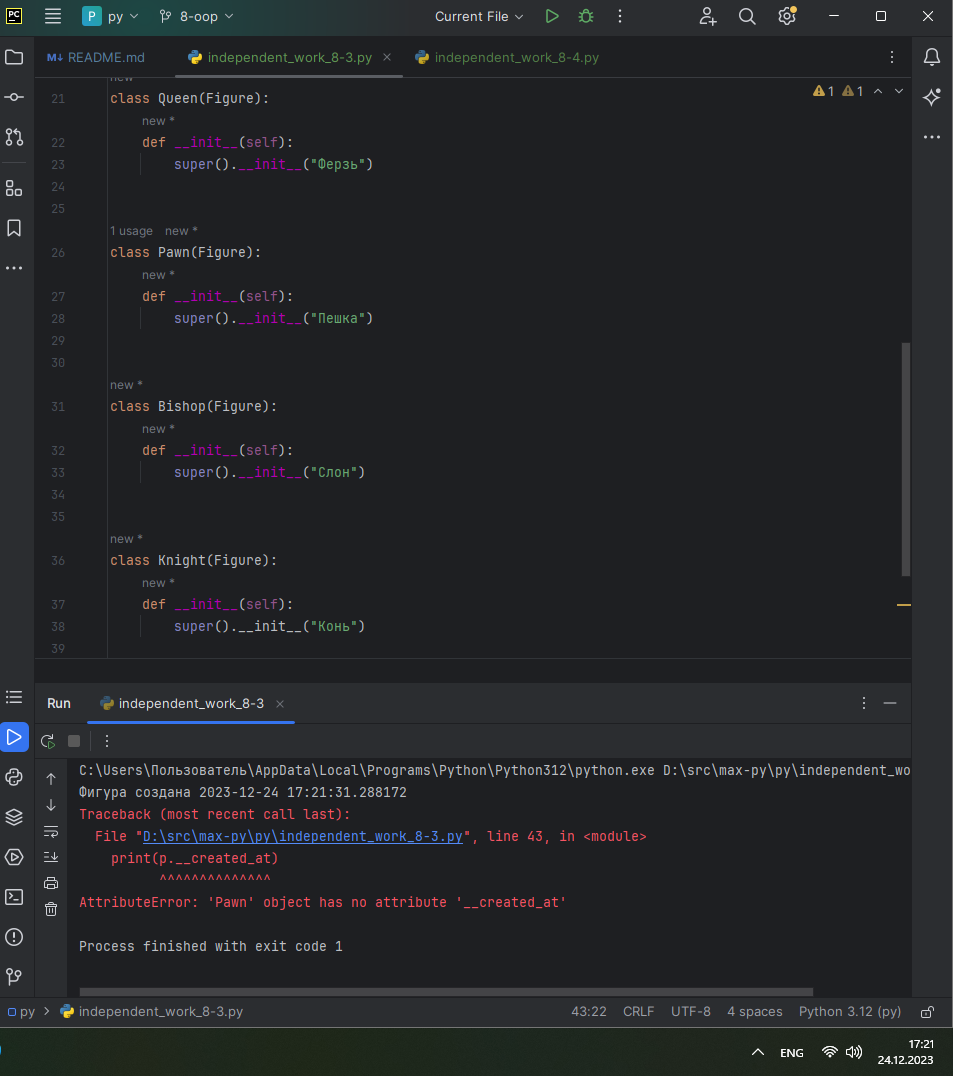 PC
P py 8-oop Current File
M↓ README.md independent_work_8-3.py independent_work_8-4.py
new *
1 1
21 class Queen(Figure):
new *
22 def __init__(self):
23 super().__init__("Ферзь")
24
25
1 usage new *
26 class Pawn(Figure):
new *
27 def __init__(self):
28 super().__init__("Пешка")
29
30
new *
31 class Bishop(Figure):
new *
32 def __init__(self):
33 super().__init__("Слон")
34
35
new *
36 class Knight(Figure):
new *
37 def __init__(self):
38 super().__init__("Конь")
39
Run independent_work_8-3
C:\Users\Пользователь\AppData\Local\Programs\Python\Python312\python.exe D:\src\max-py\py\independent_wo
Фигура создана 2023-12-24 17:21:31.288172
Traceback (most recent call last):
File "D:\src\max-py\py\independent_work_8-3.py", line 43, in <module>
print(p.__created_at)
^^^^^^^^^^^^^^
AttributeError: 'Pawn' object has no attribute '__created_at'
Process finished with exit code 1
py independent_work_8-3.py 43:22 CRLF UTF-8 4 spaces Python 3.12 (py)
ENG 17:21
24.12.2023